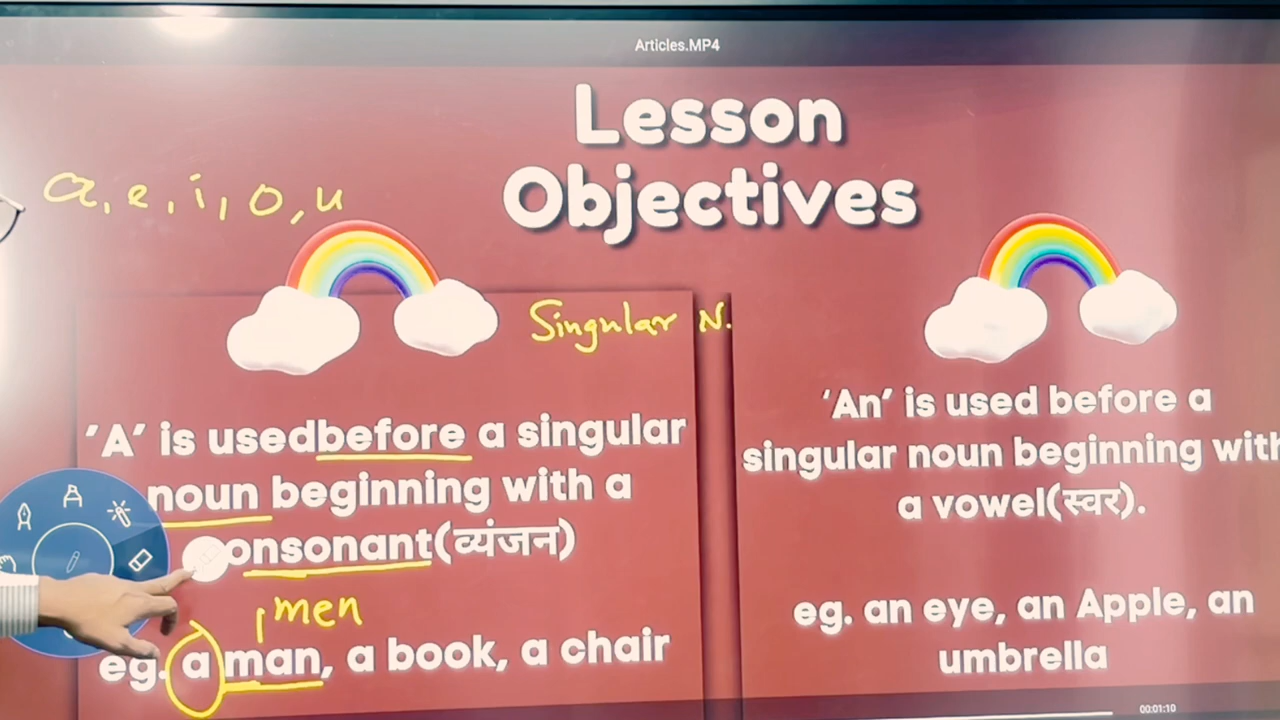 Articles.MP4
Lesson
Objectives
a, e, i, o, u
Singular N.
'A' is usedbefore a singular
noun beginning with a
onsonant(व्यंजन)
men
eg. a man, a book, a chair
'An' is used before a
singular noun beginning with
a vowel(स्वर).
eg. an eye, an Apple, an
umbrella
00:01:10